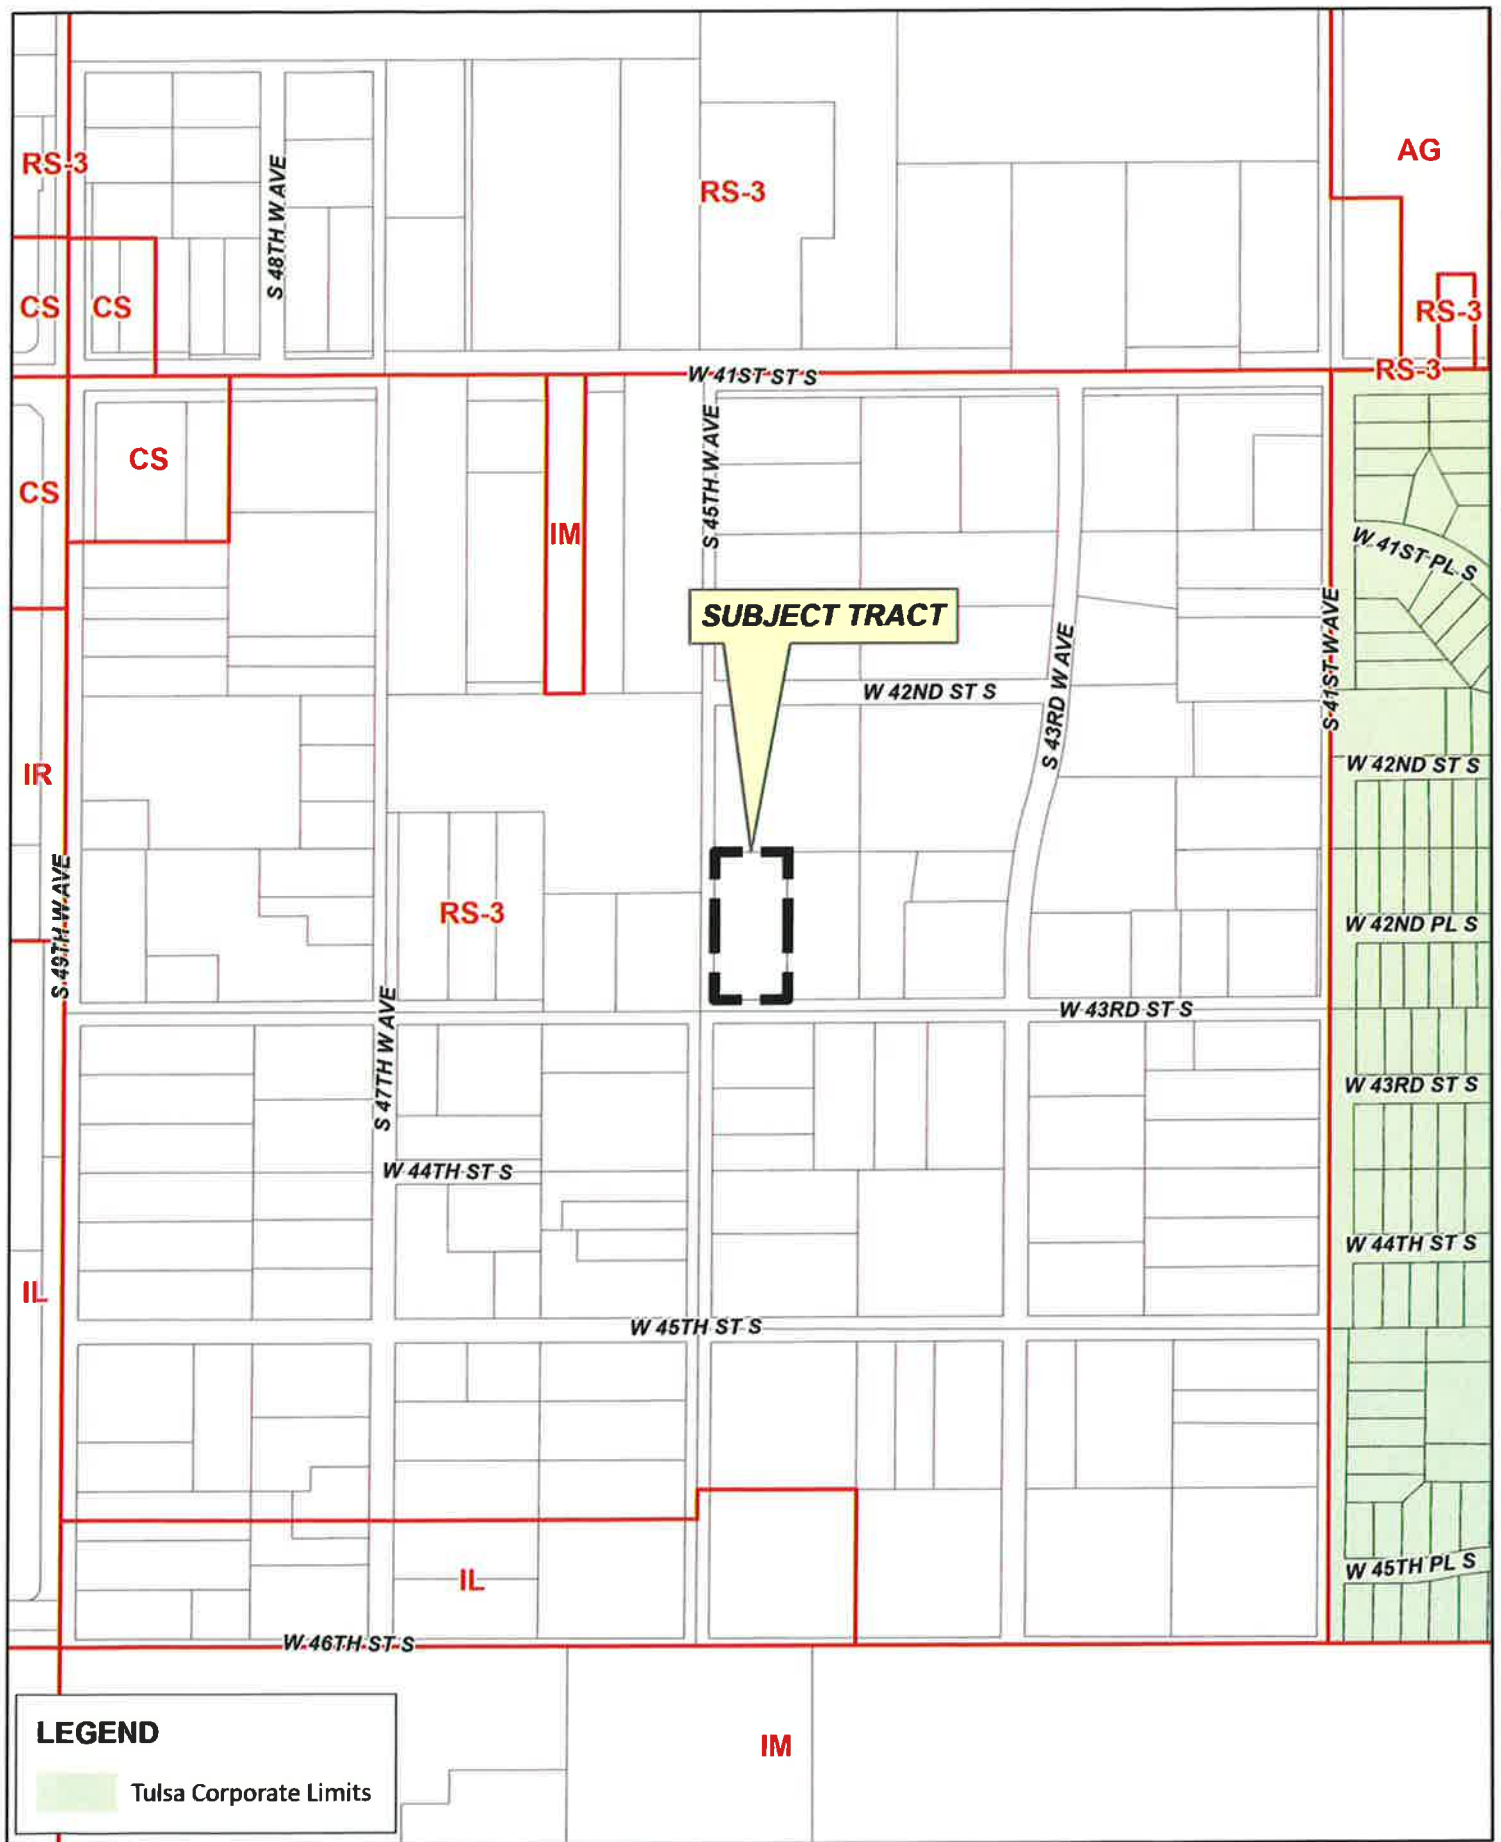 RS-3
S 48TH W AVE
RS-3
AG
CS
CS
RS-3
W 41ST ST S
RS-3
CS
CS
S 45TH W AVE
IM
W 41ST PL S
SUBJECT TRACT
S 41ST W AVE
S 43RD W AVE
W 42ND ST S
IR
W 42ND ST S
S 49TH W AVE
RS-3
W 42ND PL S
W 43RD ST S
S 47TH W AVE
W 43RD ST S
W 44TH ST S
W 44TH ST S
IL
W 45TH ST S
IL
W 45TH PL S
W 46TH ST S
IM
LEGEND
Tulsa Corporate Limits